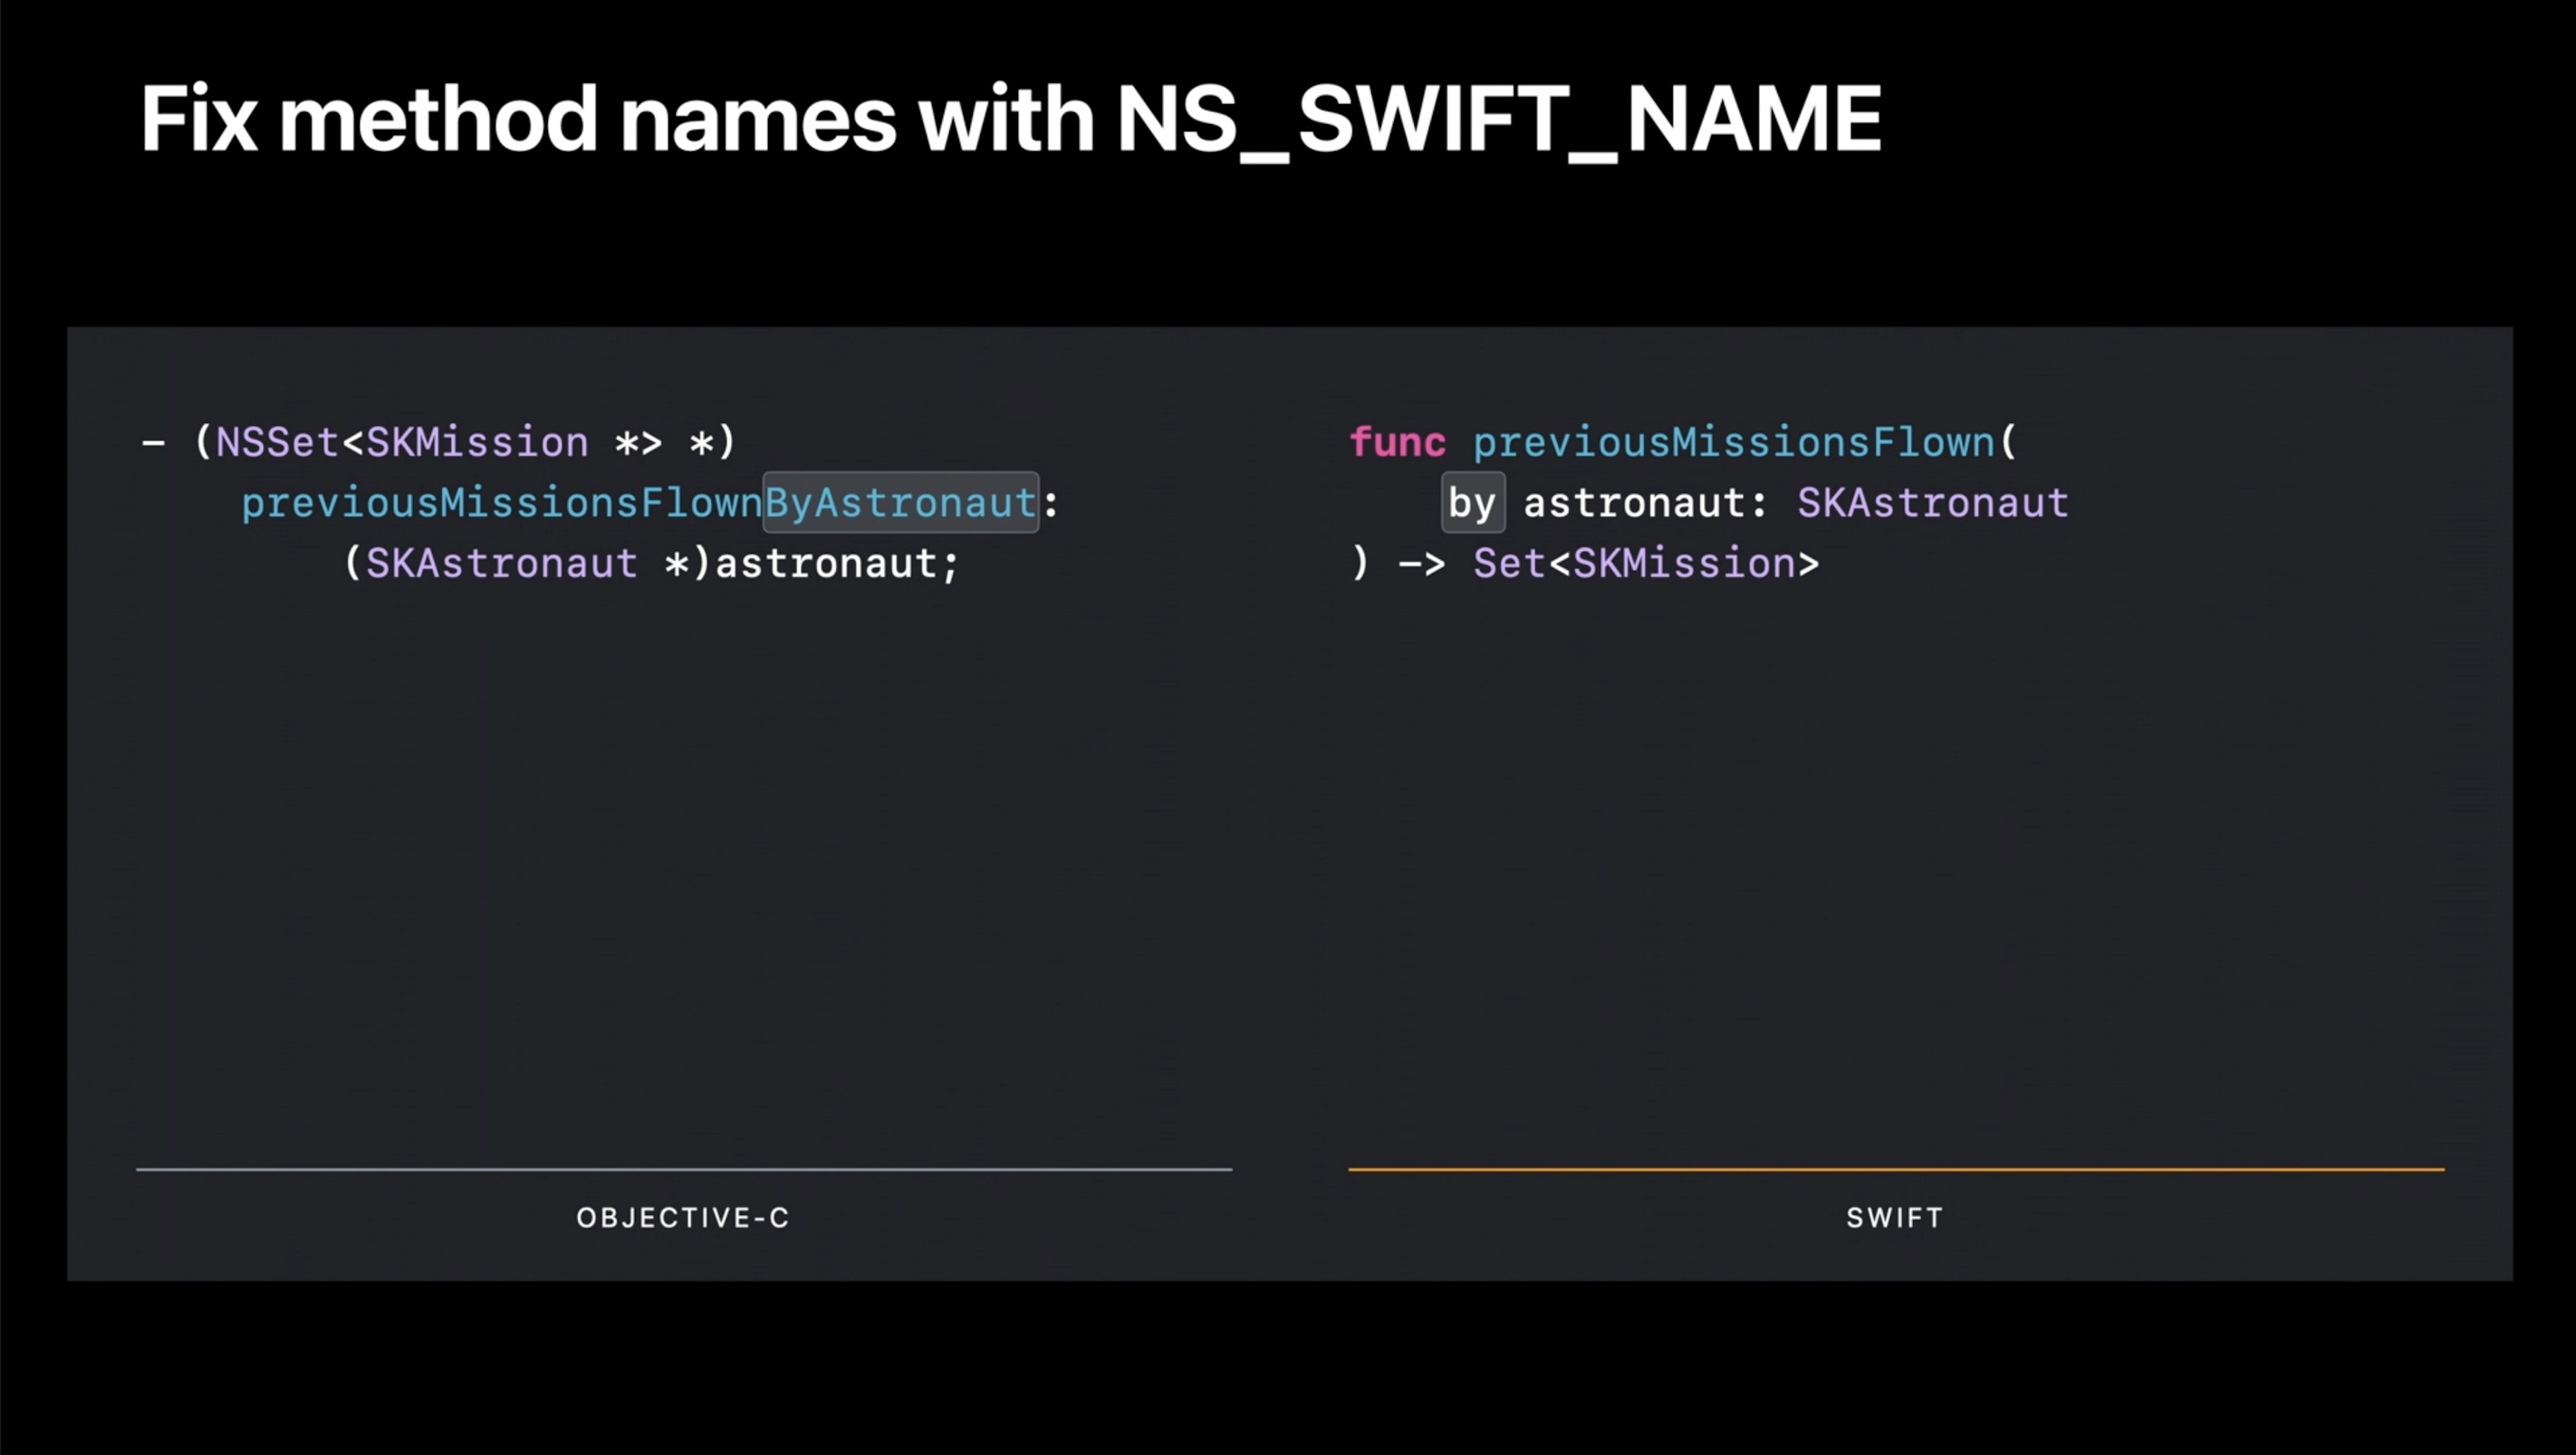 Fix method names with NS_SWIFT_NAME
- (NSSet<SKMission *> *)
previousMissionsFlownByAstronaut:
(SKAstronaut *)astronaut;
OBJECTIVE-C
func previousMissionsFlown(
by astronaut: SKAstronaut
) -> Set<SKMission>
SWIFT